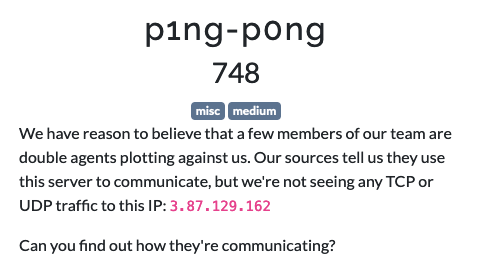 p1ng-p0ng
748
misc medium
We have reason to believe that a few members of our team are
double agents plotting against us. Our sources tell us they use
this server to communicate, but we're not seeing any TCP or
UDP traffic to this IP: 3.87.129.162
Can you find out how they're communicating?